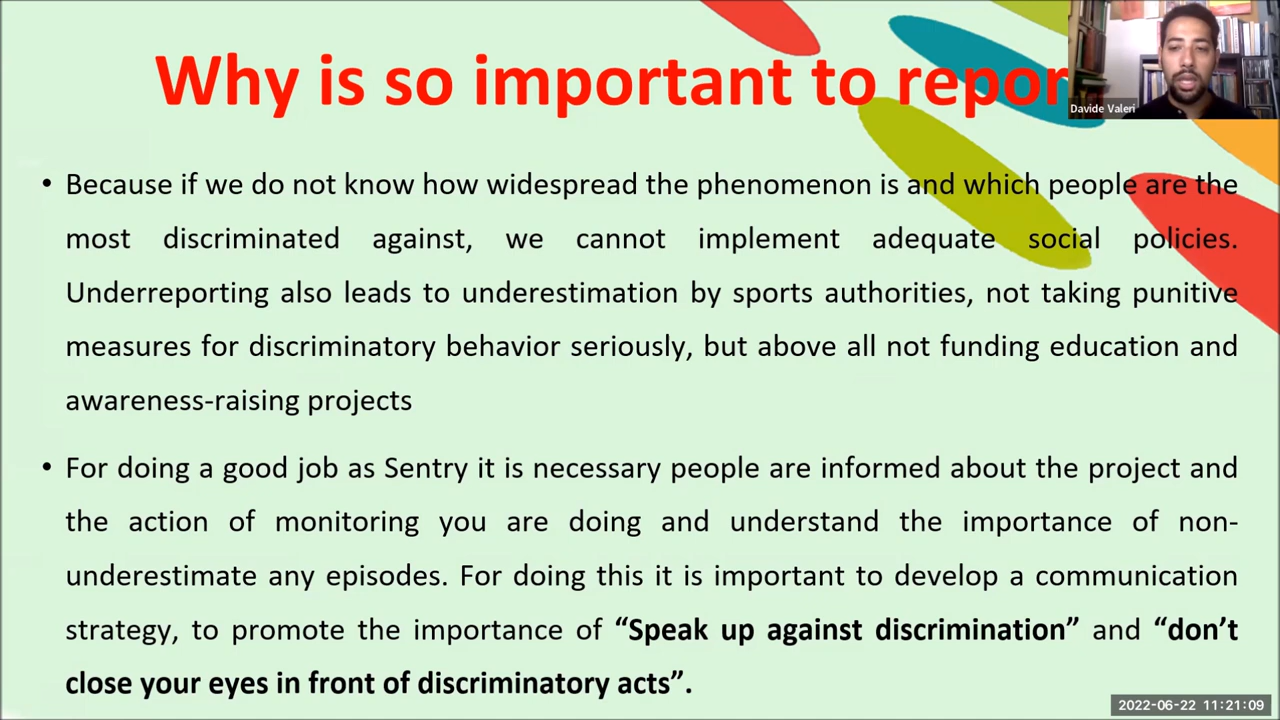 Why is so important to repor
Davide Valeri
• Because if we do not know how widespread the phenomenon is and which people are the
most discriminated against, we cannot implement adequate social policies.
Underreporting also leads to underestimation by sports authorities, not taking punitive
measures for discriminatory behavior seriously, but above all not funding education and
awareness-raising projects
• For doing a good job as Sentry it is necessary people are informed about the project and
the action of monitoring you are doing and understand the importance of non-
underestimate any episodes. For doing this it is important to develop a communication
strategy, to promote the importance of “Speak up against discrimination” and “don’t
close your eyes in front of discriminatory acts”.
2022-06-22 11:21:09